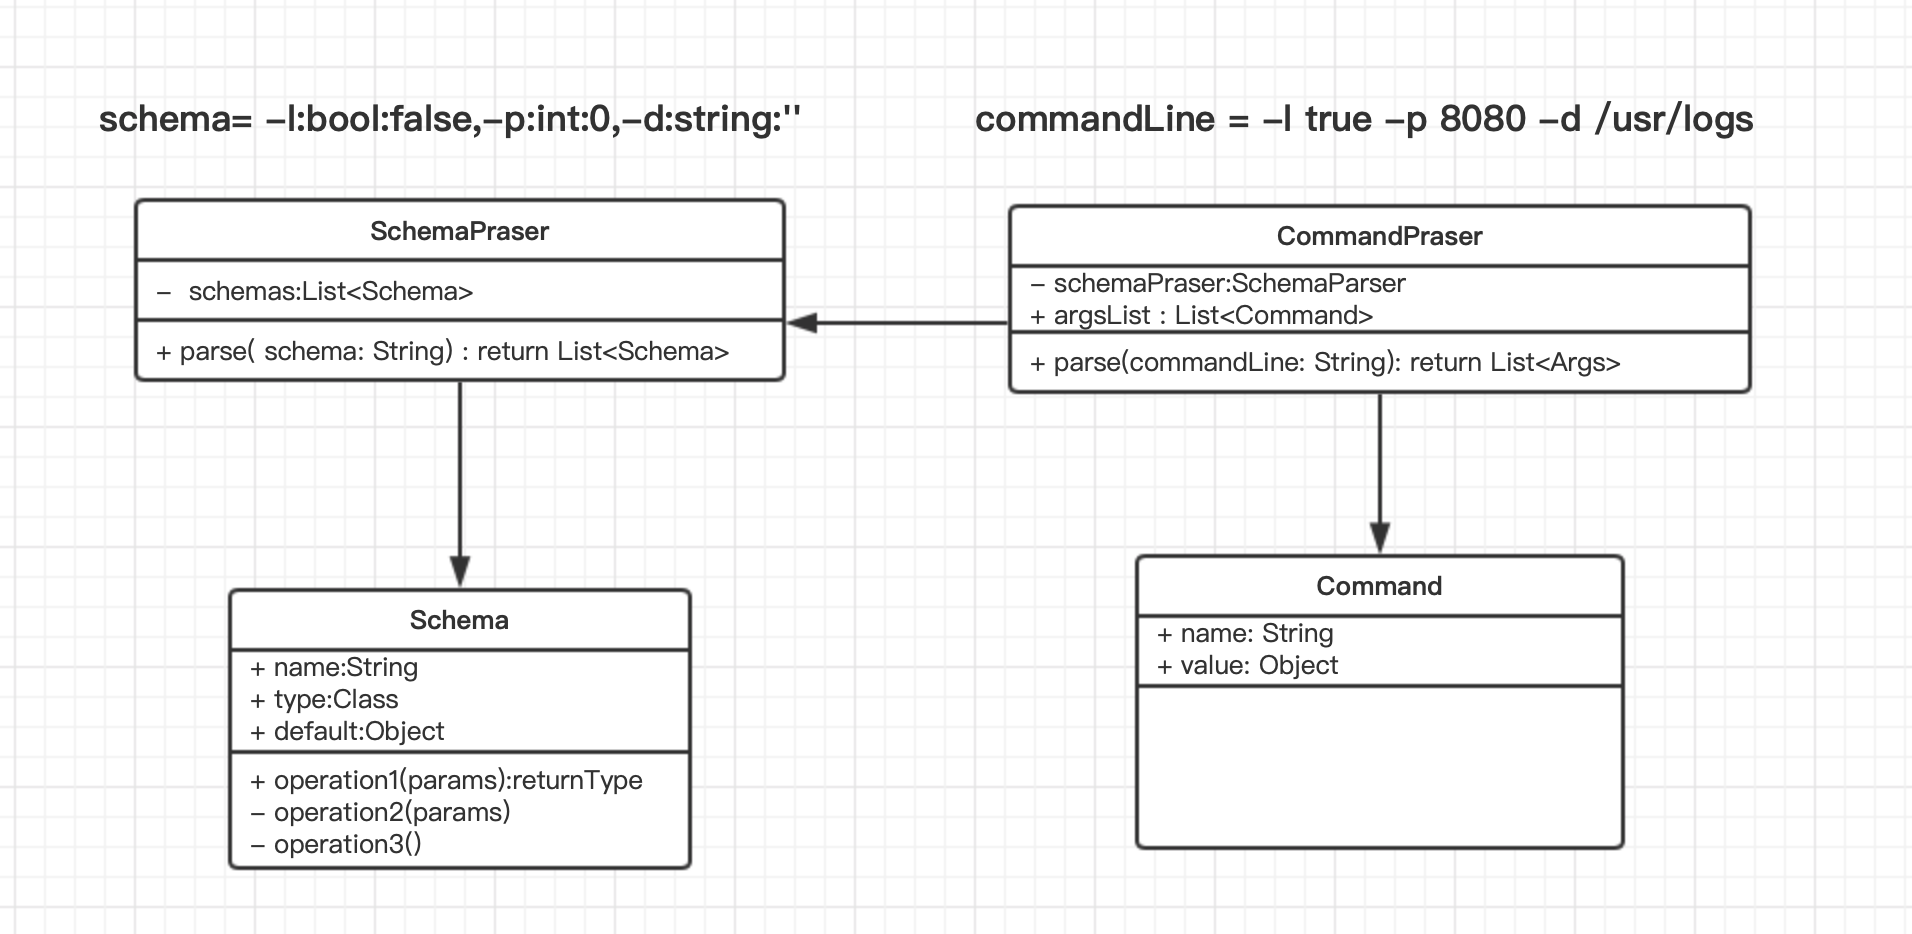 schema= -l:bool:false,-p:int:0,-d:string:''
commandLine = -l true -p 8080 -d /usr/logs
SchemaPraser
- schemas:List<Schema>
+ parse( schema: String) : return List<Schema>
CommandPraser
- schemaPraser:SchemaParser
+ argsList : List<Command>
+ parse(commandLine: String): return List<Args>
Schema
+ name:String
+ type:Class
+ default:Object
+ operation1(params):returnType
- operation2(params)
- operation3()
Command
+ name: String
+ value: Object